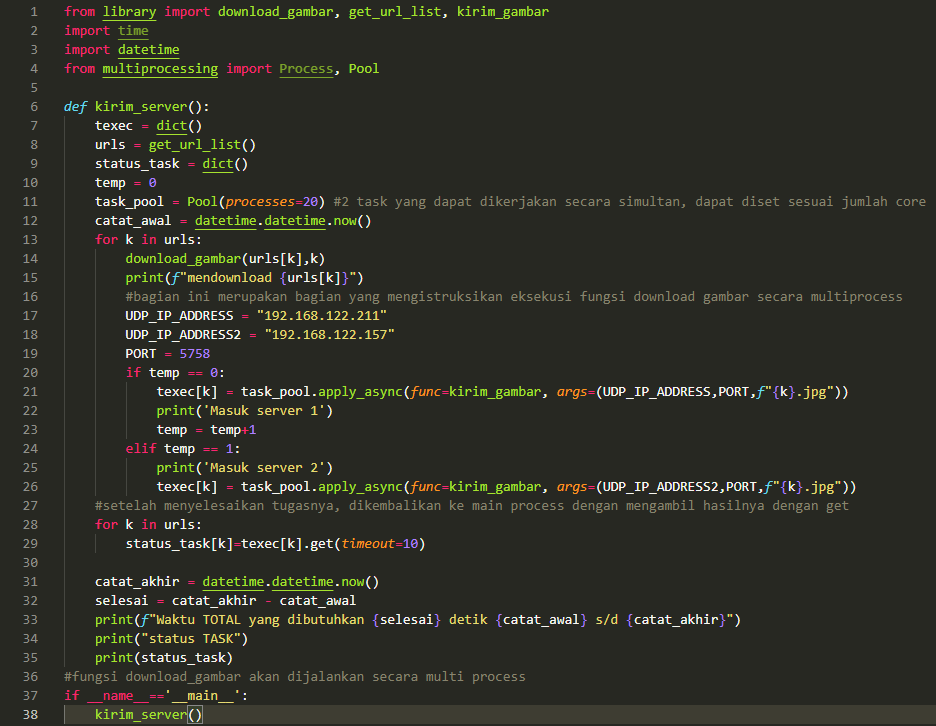 1 from library import download_gambar, get_url_list, kirim_gambar
2 import time
3 import datetime
4 from multiprocessing import Process, Pool
5
6 def kirim_server():
7     texec = dict()
8     urls = get_url_list()
9     status_task = dict()
10     temp = 0
11     task_pool = Pool(processes=20) #2 task yang dapat dikerjakan secara simultan, dapat diset sesuai jumlah core
12     catat_awal = datetime.datetime.now()
13     for k in urls:
14         download_gambar(urls[k],k)
15         print(f"mendownload {urls[k]}")
16         #bagian ini merupakan bagian yang mengistruksikan eksekusi fungsi download gambar secara multiprocess
17         UDP_IP_ADDRESS = "192.168.122.211"
18         UDP_IP_ADDRESS2 = "192.168.122.157"
19         PORT = 5758
20         if temp == 0:
21             texec[k] = task_pool.apply_async(func=kirim_gambar, args=(UDP_IP_ADDRESS,PORT,f"{k}.jpg"))
22             print('Masuk server 1')
23             temp = temp+1
24         elif temp == 1:
25             print('Masuk server 2')
26             texec[k] = task_pool.apply_async(func=kirim_gambar, args=(UDP_IP_ADDRESS2,PORT,f"{k}.jpg"))
27     #setelah menyelesaikan tugasnya, dikembalikan ke main process dengan mengambil hasilnya dengan get
28     for k in urls:
29         status_task[k]=texec[k].get(timeout=10)
30
31     catat_akhir = datetime.datetime.now()
32     selesai = catat_akhir - catat_awal
33     print(f"Waktu TOTAL yang dibutuhkan {selesai} detik {catat_awal} s/d {catat_akhir}")
34     print("status TASK")
35     print(status_task)
36 #fungsi download_gambar akan dijalankan secara multi process
37 if __name__=='__main__':
38     kirim_server()